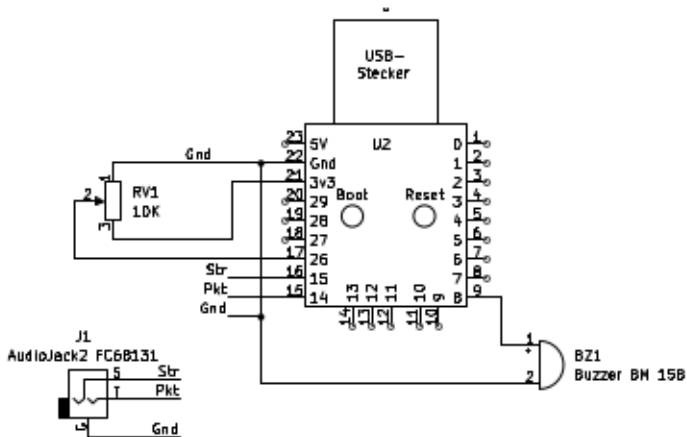 USB-
Stecker
23 5V U2 0 1
Gnd 22 Gnd 1 2
21 3v3 2 3
1 2 3 RV1 10K
20 29 Boot Reset 3 4
19 28 4 5
18 27 5 6
17 26 6 7
Str 16 15 7 8
Pkt 15 14 13 12 11 10 9 8 9
Gnd 14 13 12 11 10
J1
AudioJack2 FC68131
S Str
T Pkt
G Gnd
1 +
2
BZ1
Buzzer BM 15B